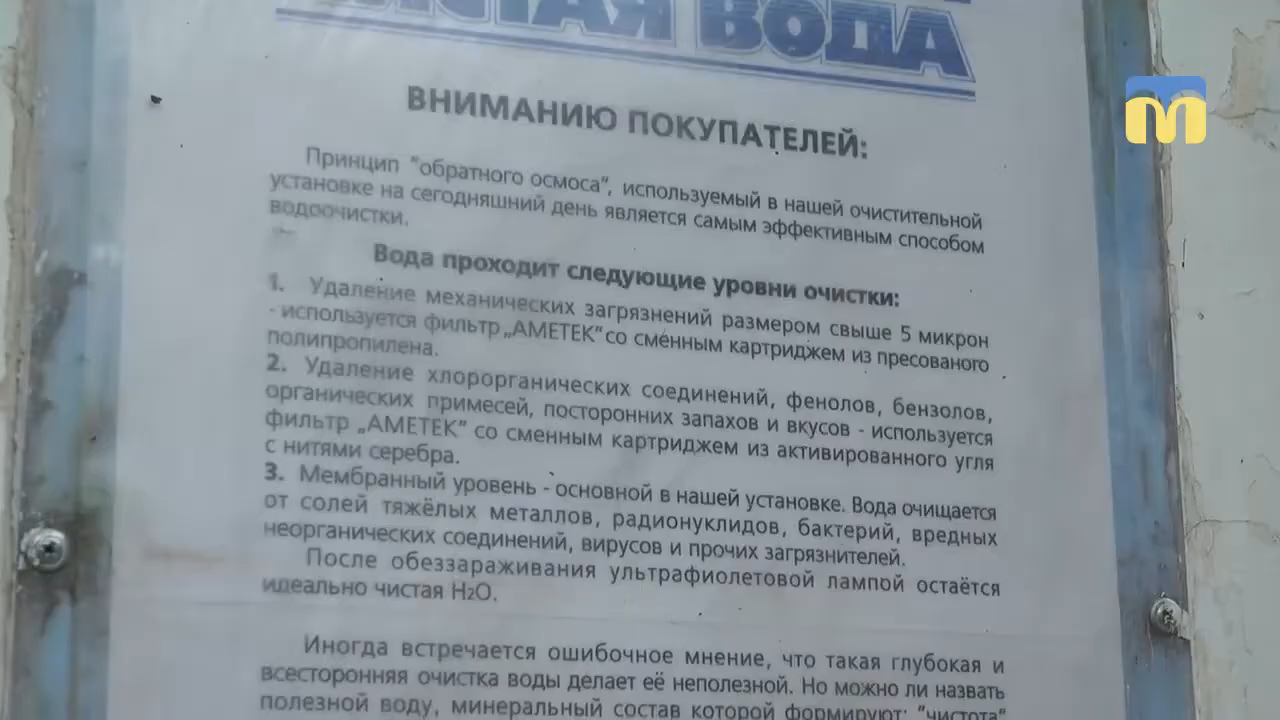 ЧИСТАЯ ВОДА
ВНИМАНИЮ ПОКУПАТЕЛЕЙ:
Принцип "обратного осмоса", используемый в нашей очистительной
установке на сегодняшний день является самым эффективным способом
водоочистки.
Вода проходит следующие уровни очистки:
1. Удаление механических загрязнений размером свыше 5 микрон
- используется фильтр „АМЕТЕК" со сменным картриджем из пресованого
полипропилена.
2. Удаление хлорорганических соединений, фенолов, бензолов,
органических примесей, посторонних запахов и вкусов - используется
фильтр „АМЕТЕК" со сменным картриджем из активированного угля
с нитями серебра.
3. Мембранный уровень - основной в нашей установке. Вода очищается
от солей тяжёлых металлов, радионуклидов, бактерий, вредных
неорганических соединений, вирусов и прочих загрязнителей.
После обеззараживания ультрафиолетовой лампой остаётся
идеально чистая H2O.
Иногда встречается ошибочное мнение, что такая глубокая и
всесторонняя очистка воды делает её неполезной. Но можно ли назвать
полезной воду, минеральный состав которой формируют: "чистота"